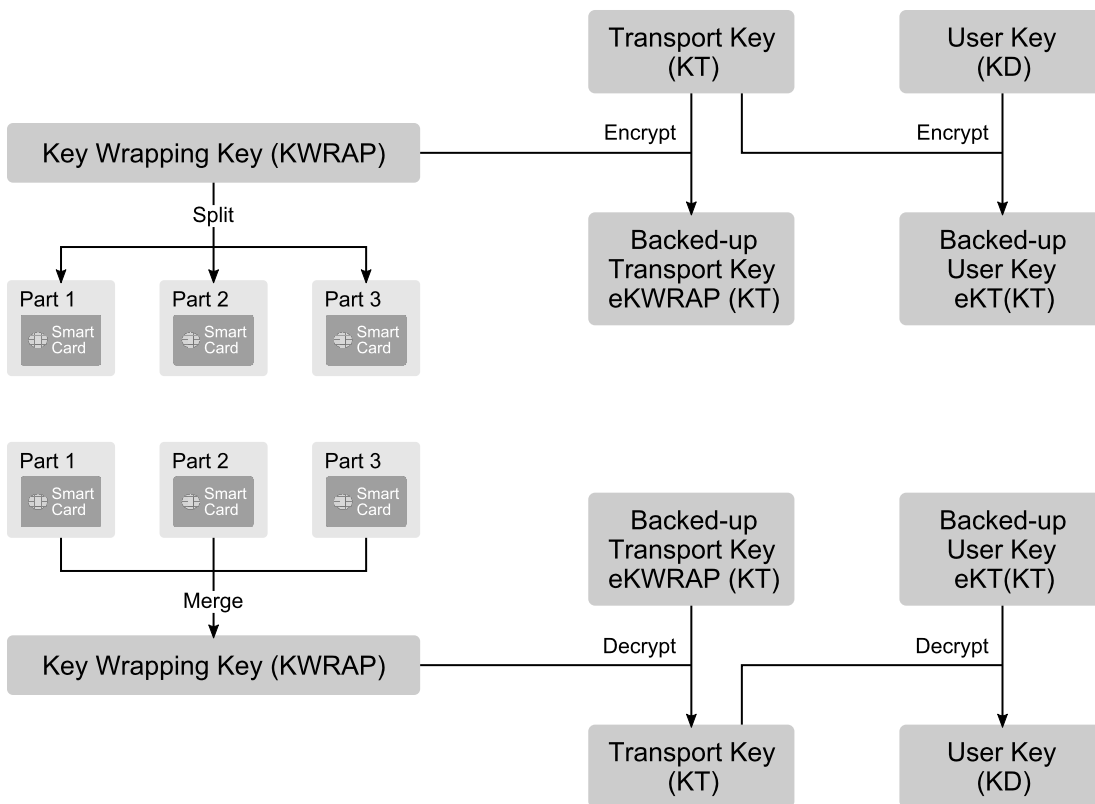 Transport Key
(KT)
User Key
(KD)
Encrypt
Encrypt
Key Wrapping Key (KWRAP)
Split
Backed-up
Transport Key
eKWRAP (KT)
Backed-up
User Key
eKT(KT)
Part 1
Smart
Card
Part 2
Smart
Card
Part 3
Smart
Card
Part 1
Smart
Card
Part 2
Smart
Card
Part 3
Smart
Card
Backed-up
Transport Key
eKWRAP (KT)
Backed-up
User Key
eKT(KT)
Merge
Decrypt
Decrypt
Key Wrapping Key (KWRAP)
Transport Key
(KT)
User Key
(KD)